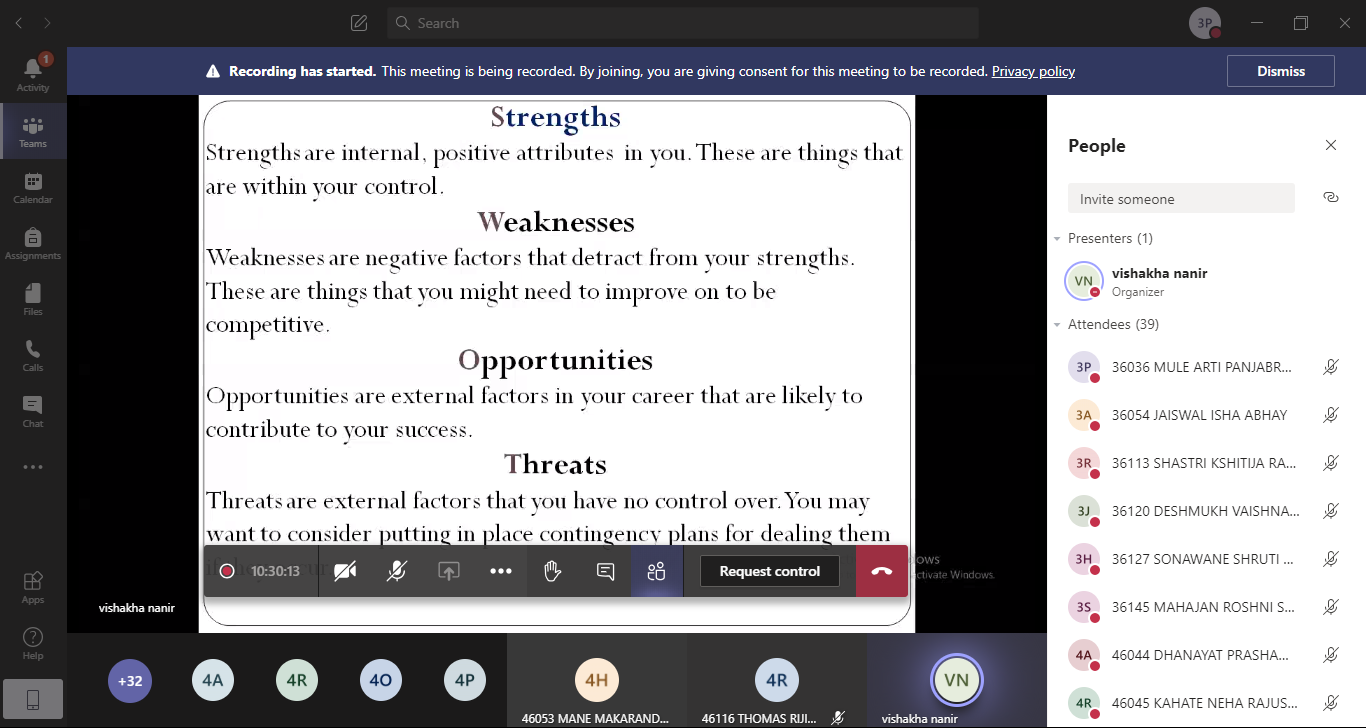 Search
3P
1
Activity
Teams
Calendar
Assignments
Files
Calls
Chat
Apps
Help
Recording has started. This meeting is being recorded. By joining, you are giving consent for this meeting to be recorded. Privacy policy
Dismiss
Strengths
Strengths are internal, positive attributes in you. These are things that
are within your control.
Weaknesses
Weaknesses are negative factors that detract from your strengths.
These are things that you might need to improve on to be
competitive.
Opportunities
Opportunities are external factors in your career that are likely to
contribute to your success.
Threats
Threats are external factors that you have no control over. You may
want to consider putting in place contingency plans for dealing them
10:30:13
Request control
ctivate Windows.
vishakha nanir
+32
4A
4R
4O
4P
4H
46053 MANE MAKARAND...
4R
46116 THOMAS RIJI...
VN
vishakha nanir
People
Invite someone
Presenters (1)
VN
vishakha nanir
Organizer
Attendees (39)
3P
36036 MULE ARTI PANJABR...
3A
36054 JAISWAL ISHA ABHAY
3R
36113 SHASTRI KSHITIJA RA...
3J
36120 DESHMUKH VAISHNA...
3H
36127 SONAWANE SHRUTI ...
3S
36145 MAHAJAN ROSHNI S...
4A
46044 DHANAYAT PRASHA...
4R
46045 KAHATE NEHA RAJUS...